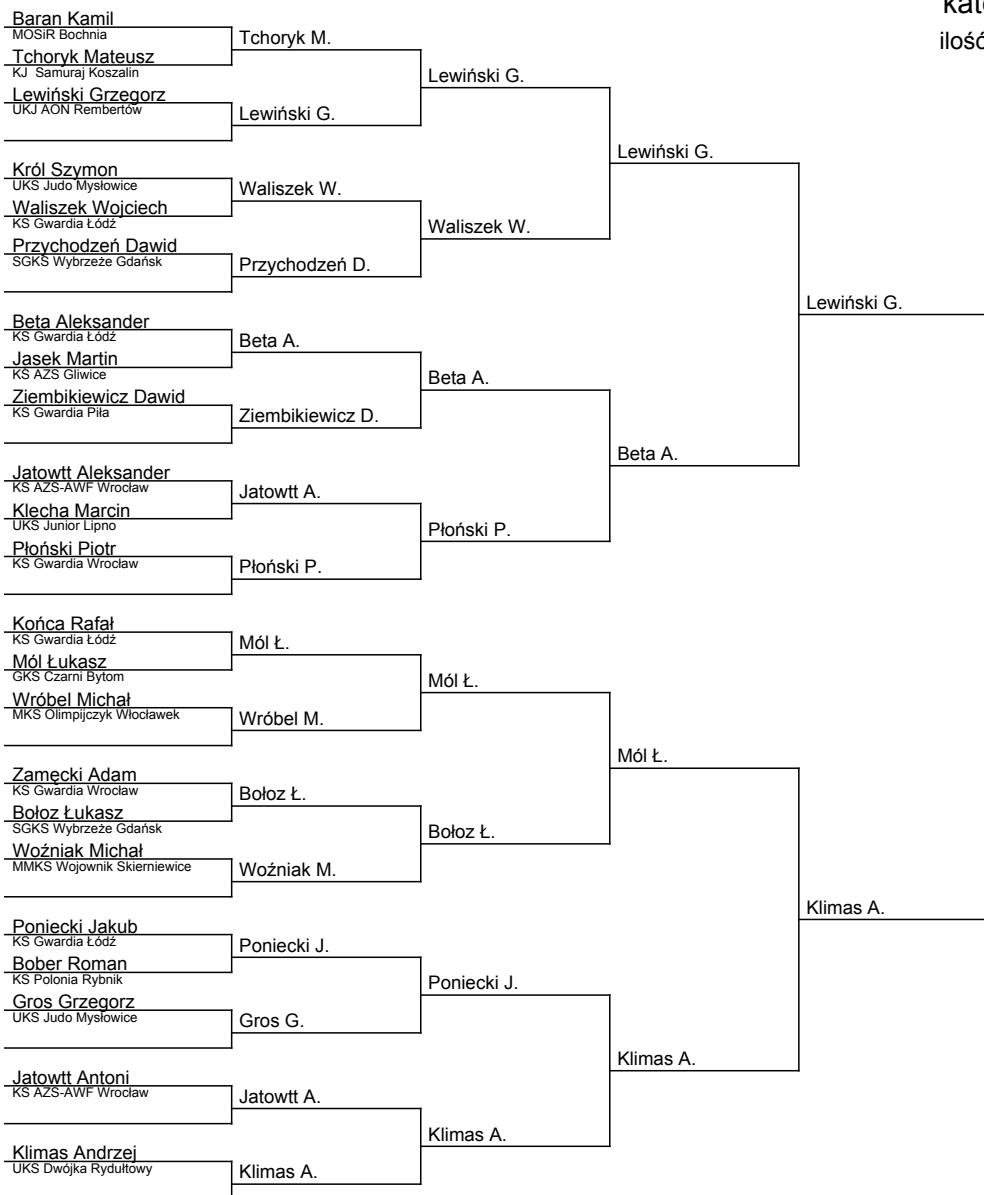 kat
ilość
Baran Kamil
MOSiR Bochnia
Tchoryk Mateusz
KJ Samuraj Koszalin
Lewiński Grzegorz
UKJ AON Rembertów
Król Szymon
UKS Judo Mysłowice
Waliszek Wojciech
KS Gwardia Łódź
Przychodzeń Dawid
SGKS Wybrzeże Gdańsk
Beta Aleksander
KS Gwardia Łódź
Jasek Martin
KS AZS Gliwice
Ziembikiewicz Dawid
KS Gwardia Piła
Jatowtt Aleksander
KS AZS-AWF Wrocław
Klecha Marcin
UKS Junior Lipno
Płoński Piotr
KS Gwardia Wrocław
Końca Rafał
KS Gwardia Łódź
Mól Łukasz
GKS Czarni Bytom
Wróbel Michał
MKS Olimpijczyk Włocławek
Zamęcki Adam
KS Gwardia Wrocław
Bołoz Łukasz
SGKS Wybrzeże Gdańsk
Woźniak Michał
MMKS Wojownik Skierniewice
Poniecki Jakub
KS Gwardia Łódź
Bober Roman
KS Polonia Rybnik
Gros Grzegorz
UKS Judo Mysłowice
Jatowtt Antoni
KS AZS-AWF Wrocław
Klimas Andrzej
UKS Dwójka Rydułtowy
Tchoryk M.
Lewiński G.
Waliszek W.
Przychodzeń D.
Beta A.
Ziembikiewicz D.
Jatowtt A.
Płoński P.
Mól Ł.
Wróbel M.
Bołoz Ł.
Woźniak M.
Poniecki J.
Gros G.
Jatowtt A.
Klimas A.
Lewiński G.
Waliszek W.
Beta A.
Płoński P.
Mól Ł.
Bołoz Ł.
Poniecki J.
Klimas A.
Lewiński G.
Beta A.
Mól Ł.
Klimas A.
Lewiński G.
Klimas A.